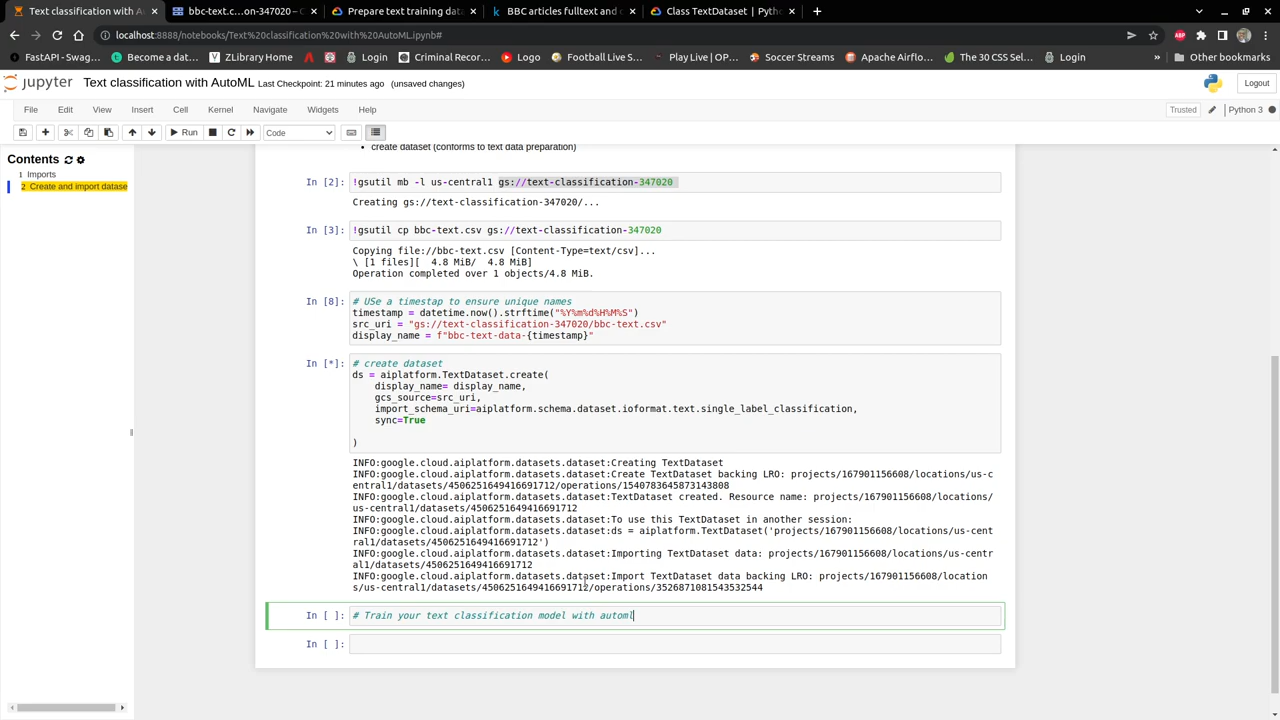 Text classification with A
bbc-text.c...on-347020 – C
Prepare text training dat
BBC articles fulltext and c
Class TextDataset | Pyth
localhost:8888/notebooks/Text%20classification%20with%20AutoML.ipynb#
FastAPI - Swag...
Become a dat...
ZLibrary Home
Login
Criminal Recor...
Logo
Football Live S...
Play LIVE | OP...
Soccer Streams
Apache Airflo...
The 30 CSS Sel...
Login
»
Other bookmarks
jupyter Text classification with AutoML Last Checkpoint: 21 minutes ago (unsaved changes)
Logout
File Edit View Insert Cell Kernel Navigate Widgets Help
Trusted
Python 3
Run
Code
Contents
1 Imports
2 Create and import datase
• create dataset (conforms to text data preparation)
In [2]: !gsutil mb -l us-central1 gs://text-classification-347020
Creating gs://text-classification-347020/...
In [3]: !gsutil cp bbc-text.csv gs://text-classification-347020
Copying file://bbc-text.csv [Content-Type=text/csv]...
\ [1 files][  4.8 MiB/  4.8 MiB]
Operation completed over 1 objects/4.8 MiB.
In [8]: # USe a timestap to ensure unique names
timestamp = datetime.now().strftime("%Y%m%d%H%M%S")
src_uri = "gs://text-classification-347020/bbc-text.csv"
display_name = f"bbc-text-data-{timestamp}"
In [*]: # create dataset
ds = aiplatform.TextDataset.create(
display_name= display_name,
gcs_source=src_uri,
import_schema_uri=aiplatform.schema.dataset.ioformat.text.single_label_classification,
sync=True
)
INFO:google.cloud.aiplatform.datasets.dataset:Creating TextDataset
INFO:google.cloud.aiplatform.datasets.dataset:Create TextDataset backing LRO: projects/167901156608/locations/us-c
entral1/datasets/4506251649416691712/operations/1540783645873143808
INFO:google.cloud.aiplatform.datasets.dataset:TextDataset created. Resource name: projects/167901156608/locations/
us-central1/datasets/4506251649416691712
INFO:google.cloud.aiplatform.datasets.dataset:To use this TextDataset in another session:
INFO:google.cloud.aiplatform.datasets.dataset:ds = aiplatform.TextDataset('projects/167901156608/locations/us-cent
ral1/datasets/4506251649416691712')
INFO:google.cloud.aiplatform.datasets.dataset:Importing TextDataset data: projects/167901156608/locations/us-centr
al1/datasets/4506251649416691712
INFO:google.cloud.aiplatform.datasets.dataset:Import TextDataset data backing LRO: projects/167901156608/location
s/us-central1/datasets/4506251649416691712/operations/3526871081543532544
In [ ]: # Train your text classification model with automl
In [ ]: